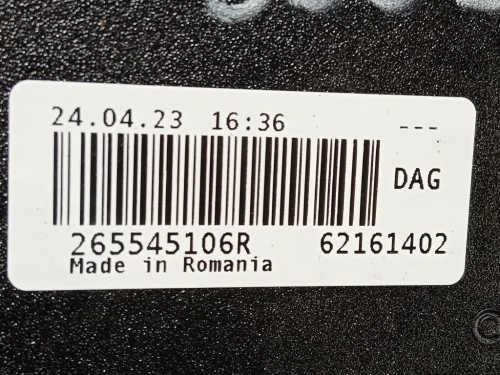 24.04.23 16:36 ---
DAG
265545106R 62161402
Made in Romania